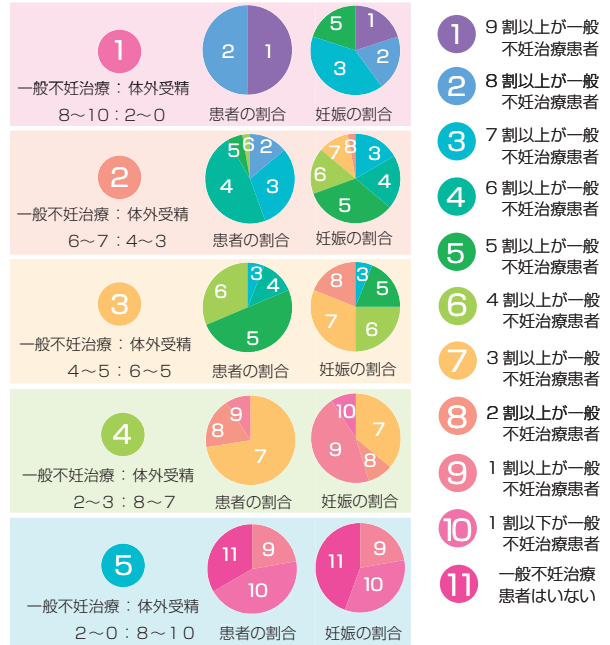 1
一般不妊治療：体外受精
8～10：2～0
2
1
患者の割合
5
1
2
3
妊娠の割合
2
一般不妊治療：体外受精
6～7：4～3
5
6
2
3
4
患者の割合
7
8
3
4
5
6
妊娠の割合
3
一般不妊治療：体外受精
4～5：6～5
3
4
5
6
患者の割合
8
3
5
6
7
妊娠の割合
4
一般不妊治療：体外受精
2～3：8～7
9
8
7
患者の割合
10
7
8
9
妊娠の割合
5
一般不妊治療：体外受精
2～0：8～10
11
9
10
患者の割合
11
9
10
妊娠の割合
1
9割以上が一般
不妊治療患者
2
8割以上が一般
不妊治療患者
3
7割以上が一般
不妊治療患者
4
6割以上が一般
不妊治療患者
5
5割以上が一般
不妊治療患者
6
4割以上が一般
不妊治療患者
7
3割以上が一般
不妊治療患者
8
2割以上が一般
不妊治療患者
9
1割以上が一般
不妊治療患者
10
1割以下が一般
不妊治療患者
11
一般不妊治療
患者はいない